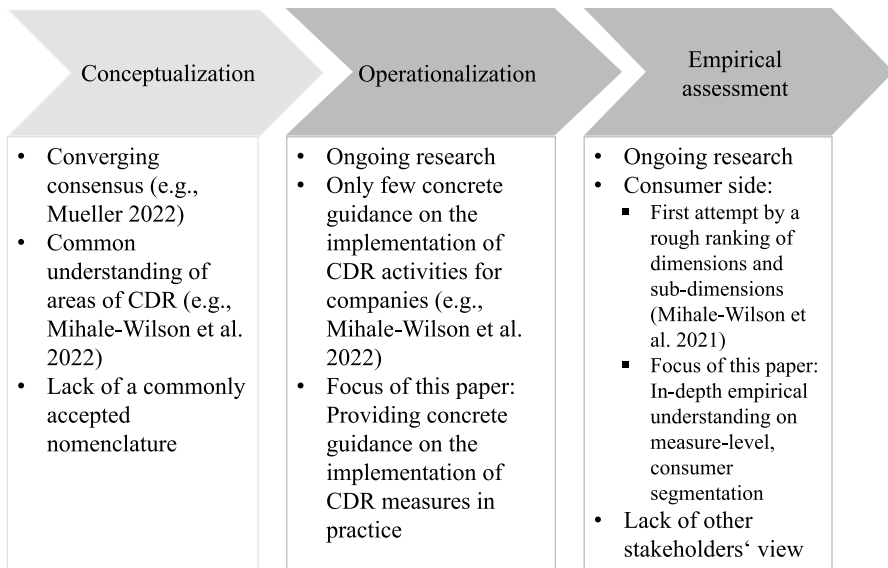 Conceptualization
• Converging
consensus (e.g.,
Mueller 2022)
• Common
understanding of
areas of CDR (e.g.,
Mihale-Wilson et al.
2022)
• Lack of a commonly
accepted
nomenclature
Operationalization
• Ongoing research
• Only few concrete
guidance on the
implementation of
CDR activities for
companies (e.g.,
Mihale-Wilson et al.
2022)
• Focus of this paper:
Providing concrete
guidance on the
implementation of
CDR measures in
practice
Empirical
assessment
• Ongoing research
• Consumer side:
▪ First attempt by a
rough ranking of
dimensions and
sub-dimensions
(Mihale-Wilson et
al. 2021)
▪ Focus of this paper:
In-depth empirical
understanding on
measure-level,
consumer
segmentation
• Lack of other
stakeholders‘ view